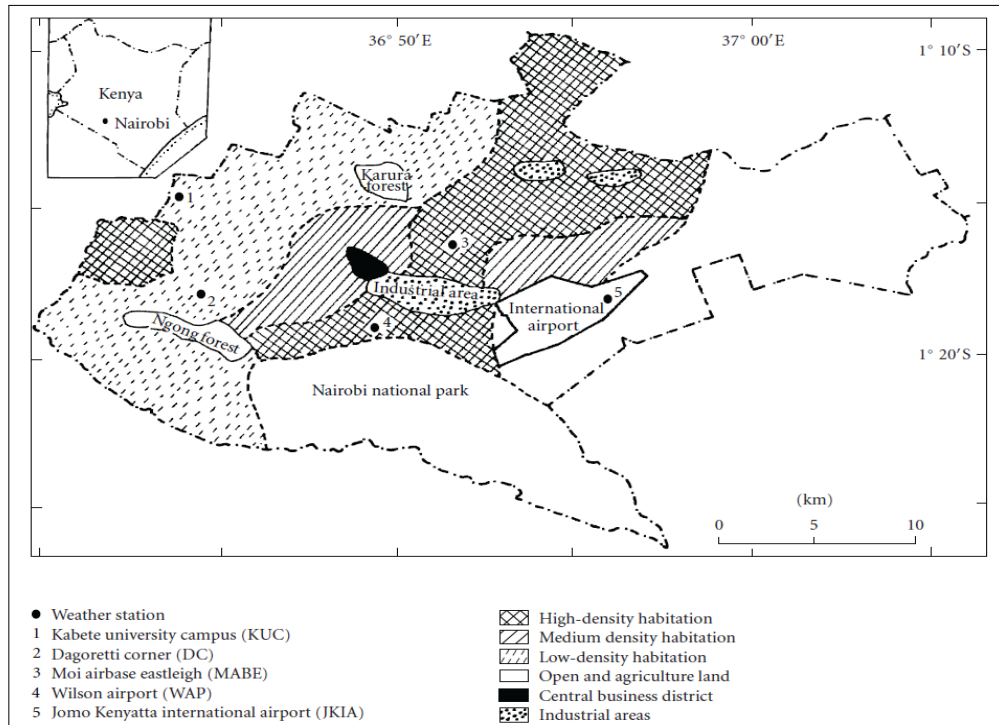 36°50′E
37°00′E
1°10′S
Kenya
Nairobi
Karura
forest
1
3
2
Industrial area
5
International
airport
4
Ngong forest
1°20′S
Nairobi national park
(km)
0 5 10
Weather station
1 Kabete university campus (KUC)
2 Dagoretti corner (DC)
3 Moi airbase eastleigh (MABE)
4 Wilson airport (WAP)
5 Jomo Kenyatta international airport (JKIA)
High-density habitation
Medium density habitation
Low-density habitation
Open and agriculture land
Central business district
Industrial areas